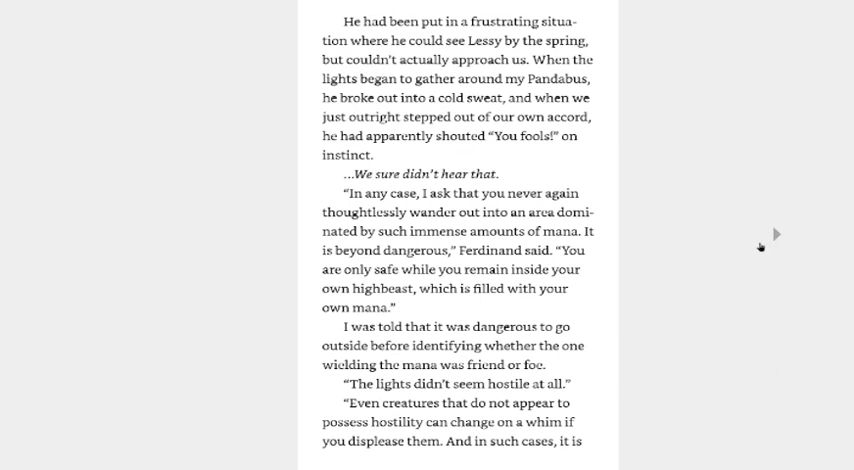 He had been put in a frustrating situa-
tion where he could see Lessy by the spring,
but couldn't actually approach us. When the
lights began to gather around my Pandabus,
he broke out into a cold sweat, and when we
just outright stepped out of our own accord,
he had apparently shouted “You fools!” on
instinct.
...We sure didn't hear that.
“In any case, I ask that you never again
thoughtlessly wander out into an area domi-
nated by such immense amounts of mana. It
is beyond dangerous,” Ferdinand said. “You
are only safe while you remain inside your
own highbeast, which is filled with your
own mana.”
I was told that it was dangerous to go
outside before identifying whether the one
wielding the mana was friend or foe.
“The lights didn't seem hostile at all.”
“Even creatures that do not appear to
possess hostility can change on a whim if
you displease them. And in such cases, it is